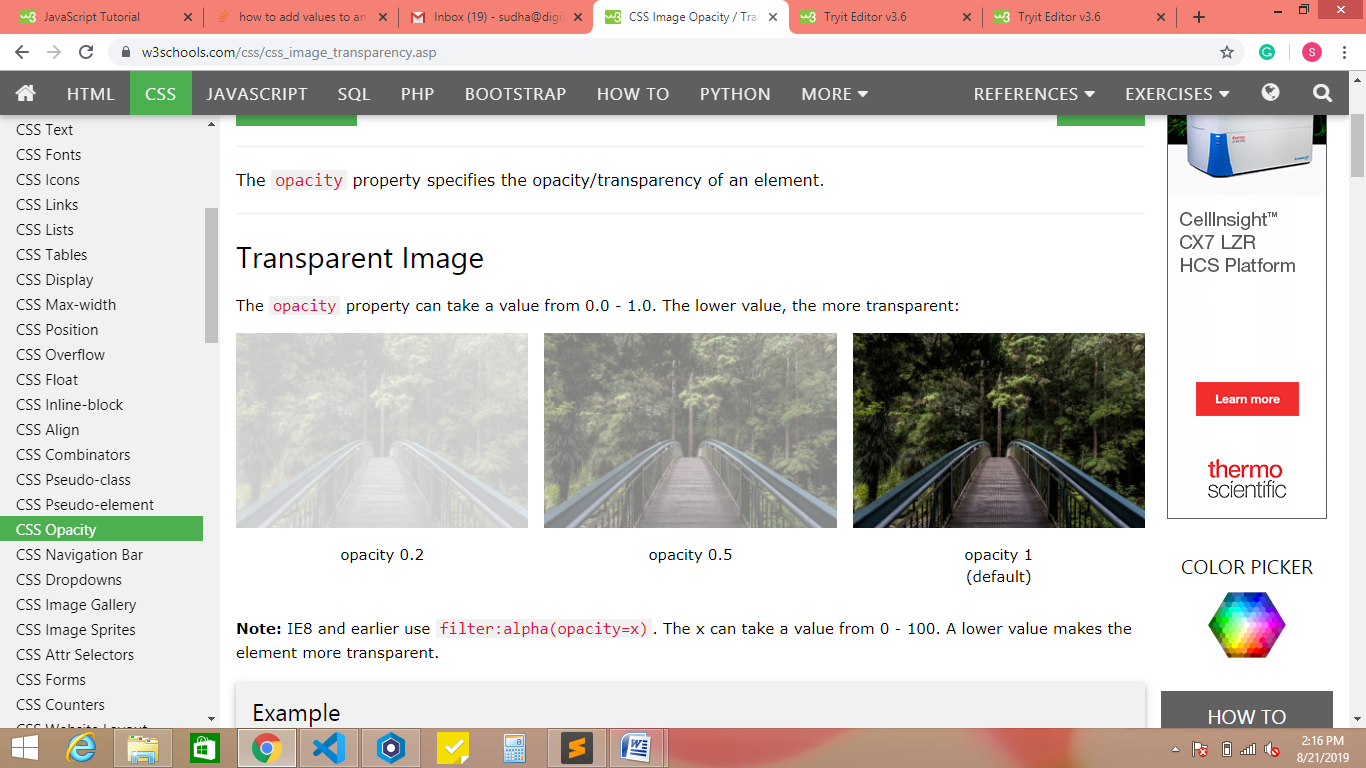 JavaScript Tutorial
how to add values to an
Inbox (19) - sudha@digi
CSS Image Opacity / Tra
Tryit Editor v3.6
Tryit Editor v3.6
w3schools.com/css/css_image_transparency.asp
S
HTML
CSS
JAVASCRIPT
SQL
PHP
BOOTSTRAP
HOW TO
PYTHON
MORE
REFERENCES
EXERCISES
CSS Text
CSS Fonts
CSS Icons
CSS Links
CSS Lists
CSS Tables
CSS Display
CSS Max-width
CSS Position
CSS Overflow
CSS Float
CSS Inline-block
CSS Align
CSS Combinators
CSS Pseudo-class
CSS Pseudo-element
CSS Opacity
CSS Navigation Bar
CSS Dropdowns
CSS Image Gallery
CSS Image Sprites
CSS Attr Selectors
CSS Forms
CSS Counters
CSS Website Layout
The opacity property specifies the opacity/transparency of an element.
Transparent Image
The opacity property can take a value from 0.0 - 1.0. The lower value, the more transparent:
opacity 0.2
opacity 0.5
opacity 1
(default)
Note: IE8 and earlier use filter:alpha(opacity=x). The x can take a value from 0 - 100. A lower value makes the
element more transparent.
Example
CellInsight™
CX7 LZR
HCS Platform
Learn more
thermo
scientific
COLOR PICKER
HOW TO
2:16 PM
8/21/2019